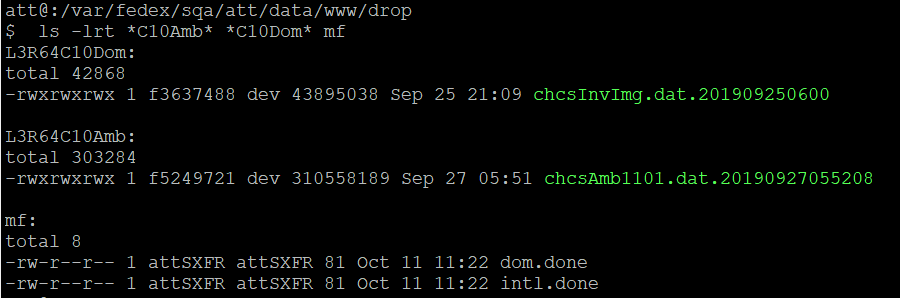 att@:/var/fedex/sqa/att/data/www/drop
$  ls -lrt *C10Amb* *C10Dom* mf
L3R64C10Dom:
total 42868
-rwxrwxrwx 1 f3637488 dev 43895038 Sep 25 21:09 chcsInvImg.dat.201909250600
L3R64C10Amb:
total 303284
-rwxrwxrwx 1 f5249721 dev 310558189 Sep 27 05:51 chcsAmb1101.dat.20190927055208
mf:
total 8
-rw-r--r-- 1 attSXFR attSXFR 81 Oct 11 11:22 dom.done
-rw-r--r-- 1 attSXFR attSXFR 81 Oct 11 11:22 intl.done